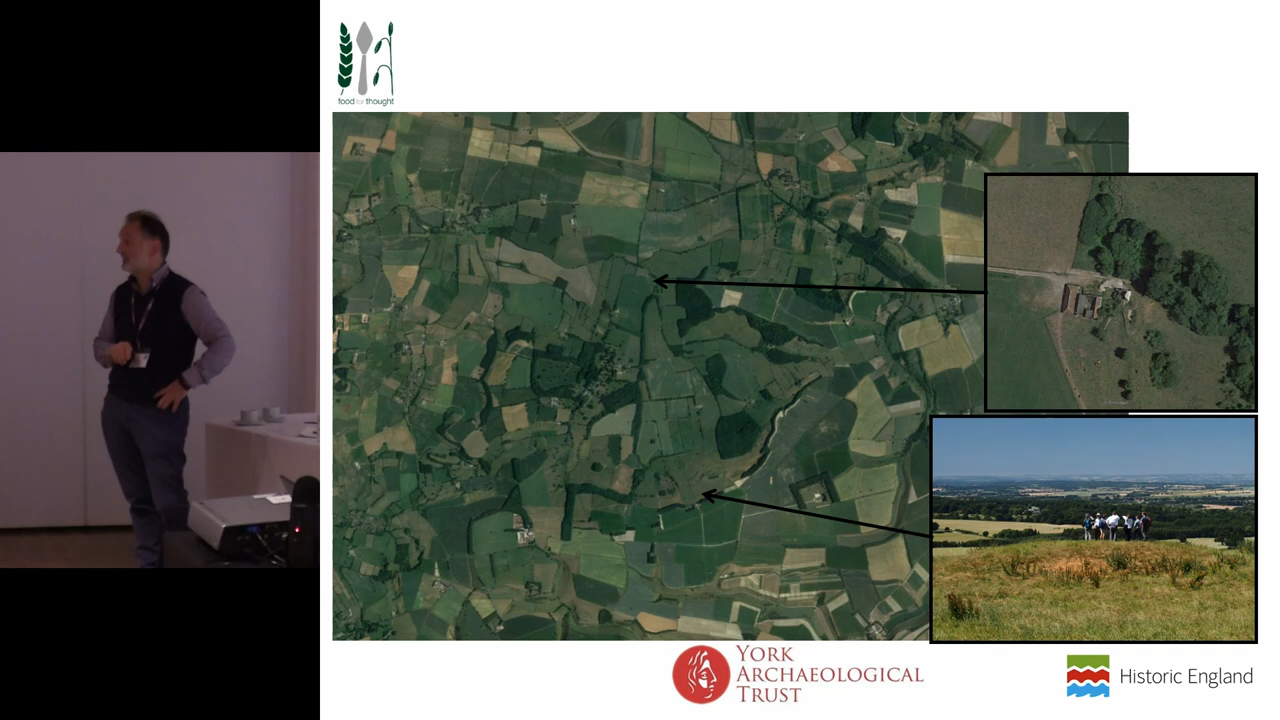 food for thought
YORK
ARCHAEOLOGICAL
TRUST
Historic England